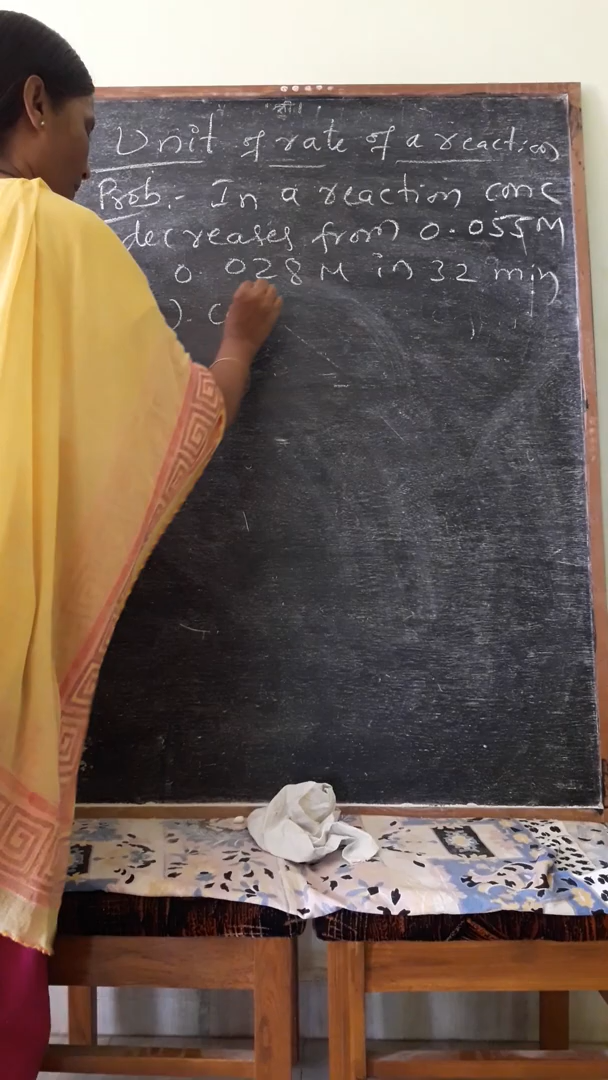 "श्री"
Unit of rate of a reaction
Prob:- In a reaction conc
decreases from 0.055M
0.028M in 32 min
). C